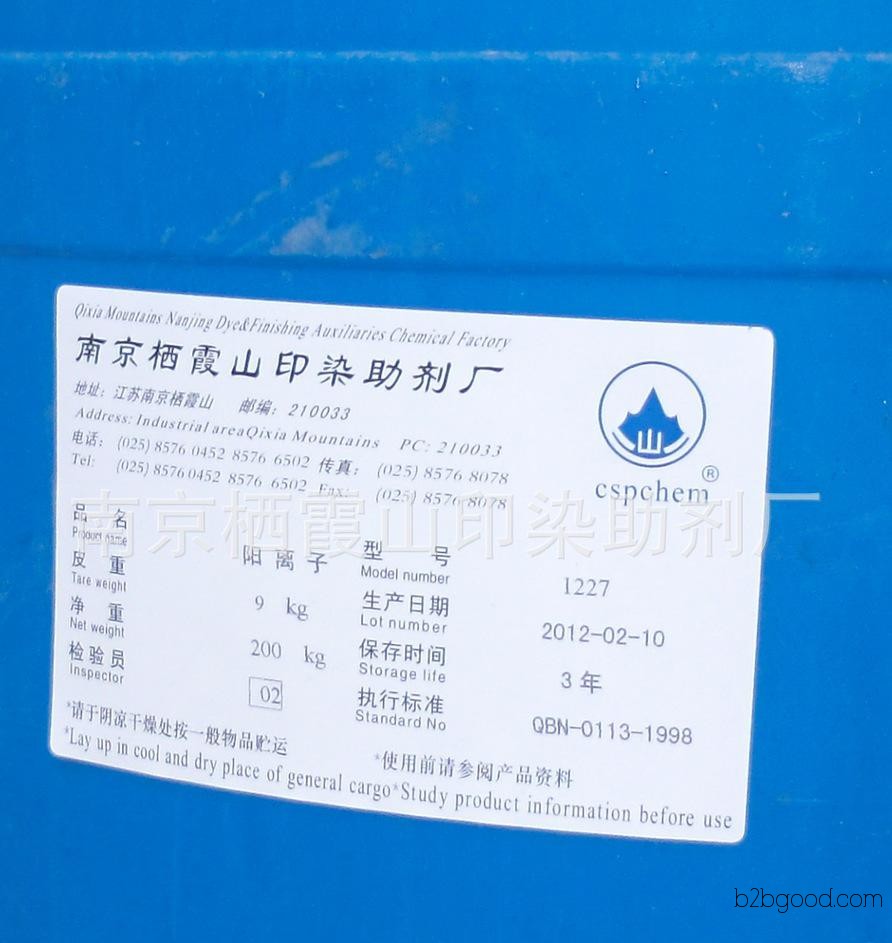 Qixia Mountains Nanjing Dye&Finishing Auxiliaries Chemical Factory
南京栖霞山印染助剂厂
地址: 江苏南京栖霞山 邮编: 210033
Address: Industrial area Qixia Mountains PC: 210033
电话: (025) 8576 0452 8576 6502 传真: (025) 8576 8078
Tel: (025) 8576 0452 8576 6502 Fax: (025) 8576 8078
山
®
cspchem
南京栖霞山印染助剂厂
品名 阳离子 型号 1227
Product name Model number
皮重 9 kg 生产日期 2012-02-10
Tare weight Lot number
净重 200 kg 保存时间 3 年
Net weight Storage life
检验员 02 执行标准 QBN-0113-1998
Inspector Standard No
*请于阴凉干燥处按一般物品贮运 *使用前请参阅产品资料
*Lay up in cool and dry place of general cargo*Study product information before use
b2bgood.com